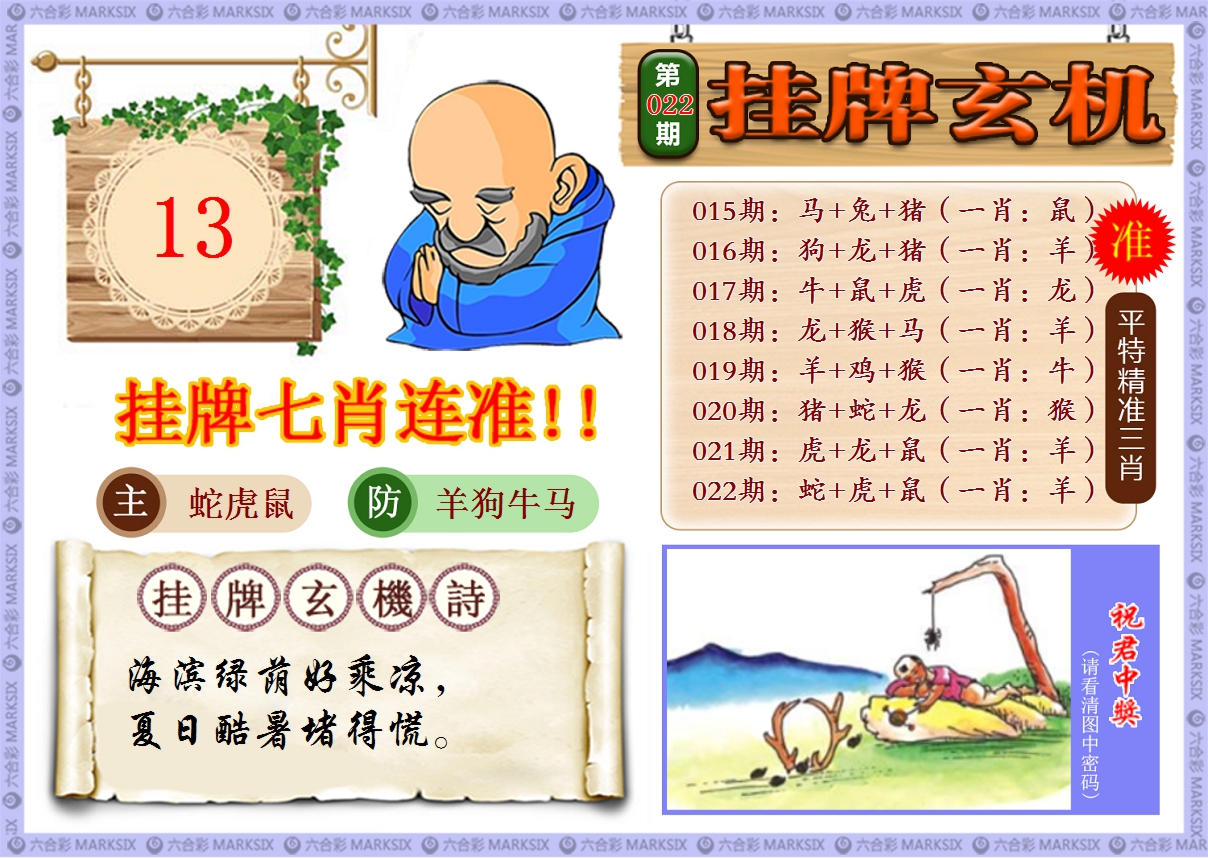 六合彩 MARKSIX
13
挂牌七肖连准!!
主 蛇虎鼠
防 羊狗牛马
挂牌玄機詩
海滨绿荫好乘凉，
夏日酷暑堵得慌。
第022期
挂牌玄机
015期：马+兔+猪（一肖：鼠）
016期：狗+龙+猪（一肖：羊）
017期：牛+鼠+虎（一肖：龙）
018期：龙+猴+马（一肖：羊）
019期：羊+鸡+猴（一肖：牛）
020期：猪+蛇+龙（一肖：猴）
021期：虎+龙+鼠（一肖：羊）
022期：蛇+虎+鼠（一肖：羊）
准
平特精准三肖
祝君中奖
（请看清图中密码）